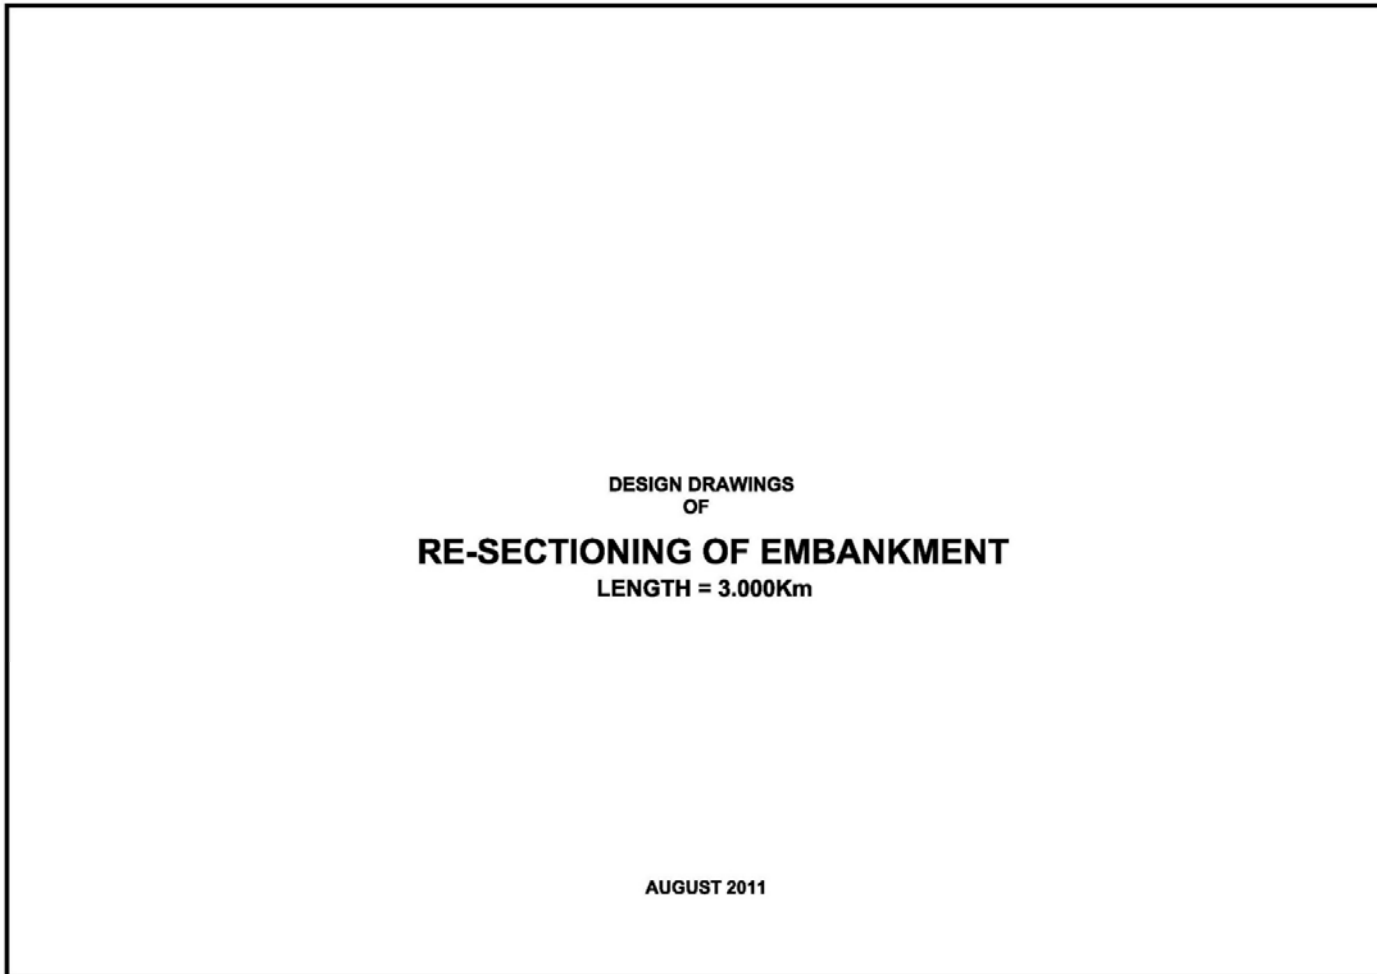 DESIGN DRAWINGS
OF
RE-SECTIONING OF EMBANKMENT
LENGTH = 3.000Km
AUGUST 2011